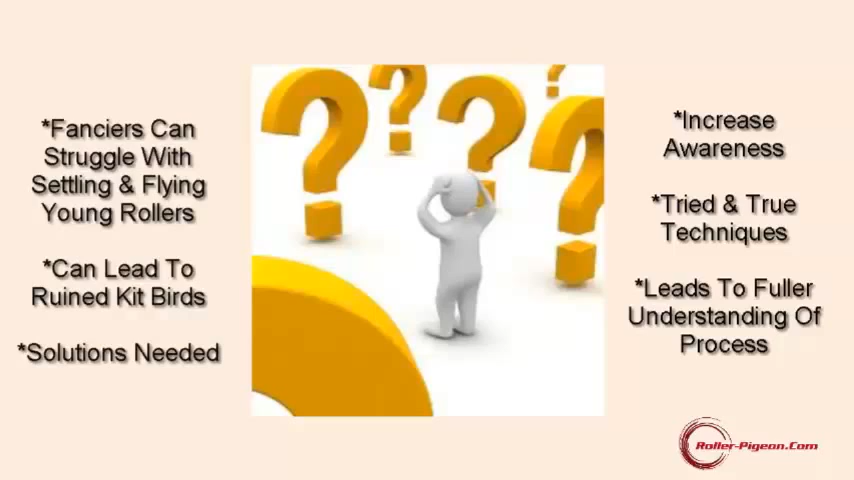 *Fanciers Can
Struggle With
Settling & Flying
Young Rollers
*Can Lead To
Ruined Kit Birds
*Solutions Needed
*Increase
Awareness
*Tried & True
Techniques
*Leads To Fuller
Understanding Of
Process
Roller-Pigeon.Com